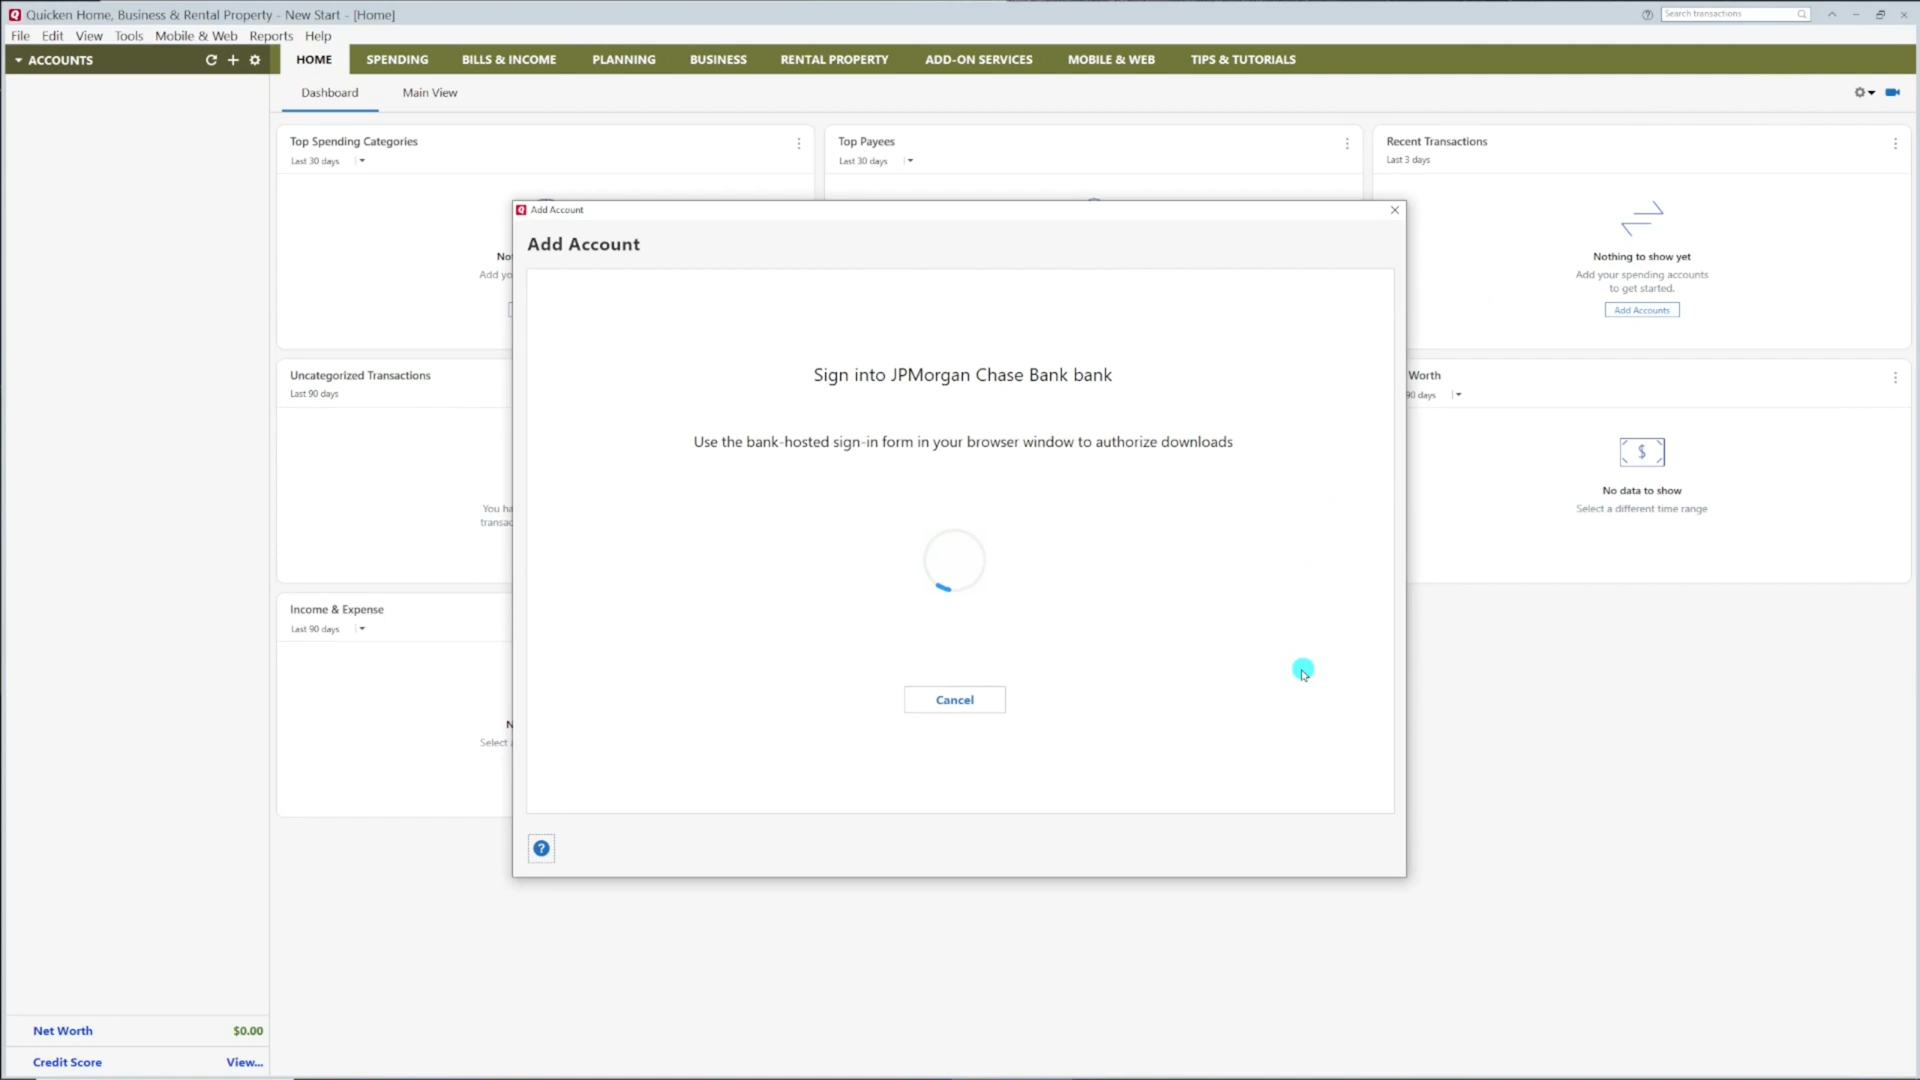 Quicken Home, Business & Rental Property - New Start - [Home]
Search transactions
File Edit View Tools Mobile & Web Reports Help
ACCOUNTS
HOME SPENDING BILLS & INCOME PLANNING BUSINESS RENTAL PROPERTY ADD-ON SERVICES MOBILE & WEB TIPS & TUTORIALS
Dashboard Main View
Top Spending Categories
Last 30 days
Top Payees
Last 30 days
Recent Transactions
Last 3 days
Nothing to show yet
Add your spending accounts
to get started.
Add Accounts
Add Account
Add Account
Sign into JPMorgan Chase Bank bank
Use the bank-hosted sign-in form in your browser window to authorize downloads
Cancel
?
Uncategorized Transactions
Last 90 days
Worth
90 days
$
No data to show
Select a different time range
Income & Expense
Last 90 days
Select
Net Worth $0.00
Credit Score View...